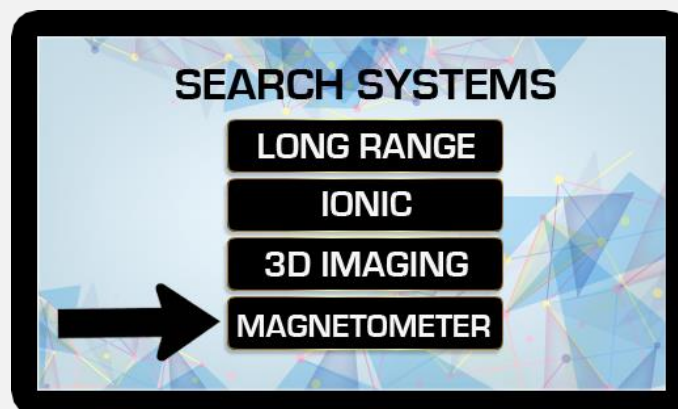 SEARCH SYSTEMS
LONG RANGE
IONIC
3D IMAGING
MAGNETOMETER